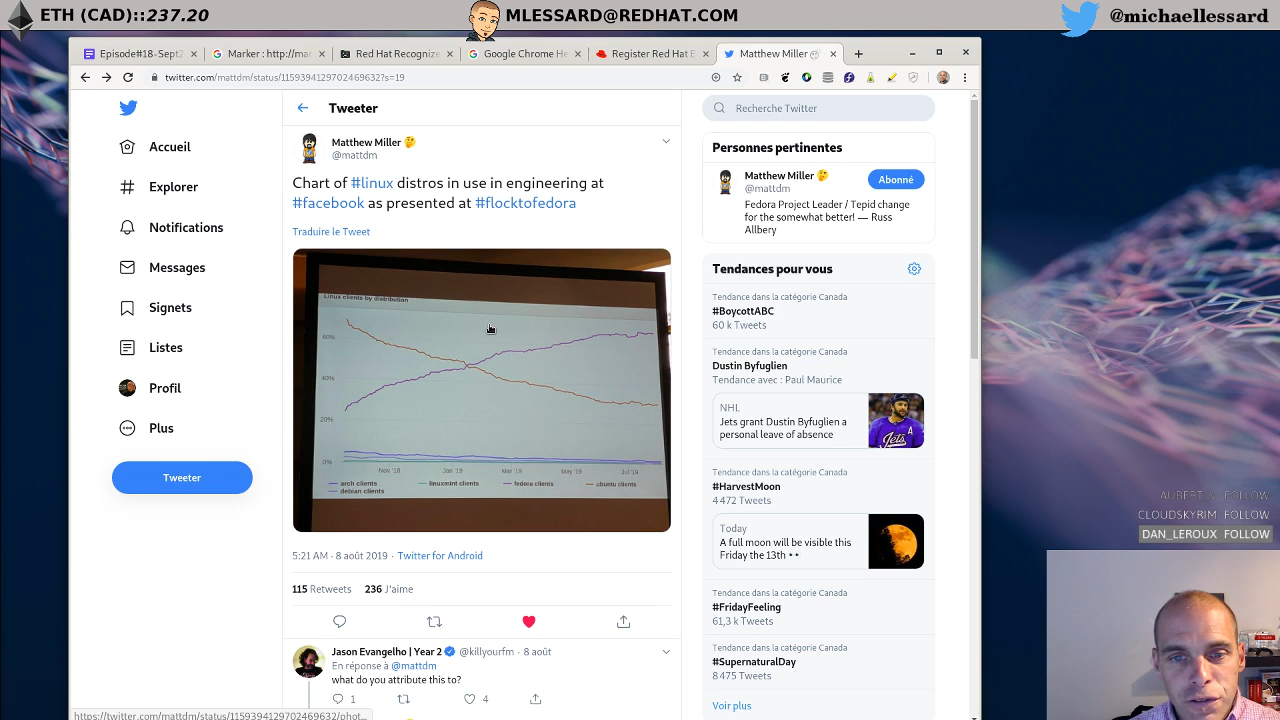 ETH (CAD)::237.20
MLESSARD@REDHAT.COM
@michaellessard
Episode#18-Sept2
Marker : http://ma
Red Hat Recognize
Google Chrome He
Register Red Hat E
Matthew Miller
twitter.com/mattdm/status/1159394129702469632?s=19
Accueil
Explorer
Notifications
Messages
Signets
Listes
Profil
Plus
Tweeter
Tweeter
Matthew Miller 🤔
@mattdm
Chart of #linux distros in use in engineering at
#facebook as presented at #flocktofedora
Traduire le Tweet
Linux clients by distribution
60%
40%
20%
0%
Nov '18
Jan '19
Mar '19
May '19
Jul '19
arch clients
linuxmint clients
fedora clients
ubuntu clients
debian clients
5:21 AM · 8 août 2019 · Twitter for Android
115 Retweets 236 J'aime
Jason Evangelho | Year 2 @killyourfm · 8 août
En réponse à @mattdm
what do you attribute this to?
1
4
https://twitter.com/mattdm/status/1159394129702469632/phot...
Recherche Twitter
Personnes pertinentes
Matthew Miller 🤔
@mattdm
Abonné
Fedora Project Leader / Tepid change
for the somewhat better! — Russ
Allbery
Tendances pour vous
Tendance dans la catégorie Canada
#BoycottABC
60 k Tweets
Tendance dans la catégorie Canada
Dustin Byfuglien
Tendance avec : Paul Maurice
NHL
Jets grant Dustin Byfuglien a
personal leave of absence
Jets
A
Tendance dans la catégorie Canada
#HarvestMoon
4 472 Tweets
Today
A full moon will be visible this
Friday the 13th 👀
Tendance dans la catégorie Canada
#FridayFeeling
61,3 k Tweets
Tendance dans la catégorie Canada
#SupernaturalDay
8 475 Tweets
Voir plus
FOLLOW
CLOUDSKYRIM FOLLOW
DAN_LEROUX FOLLOW